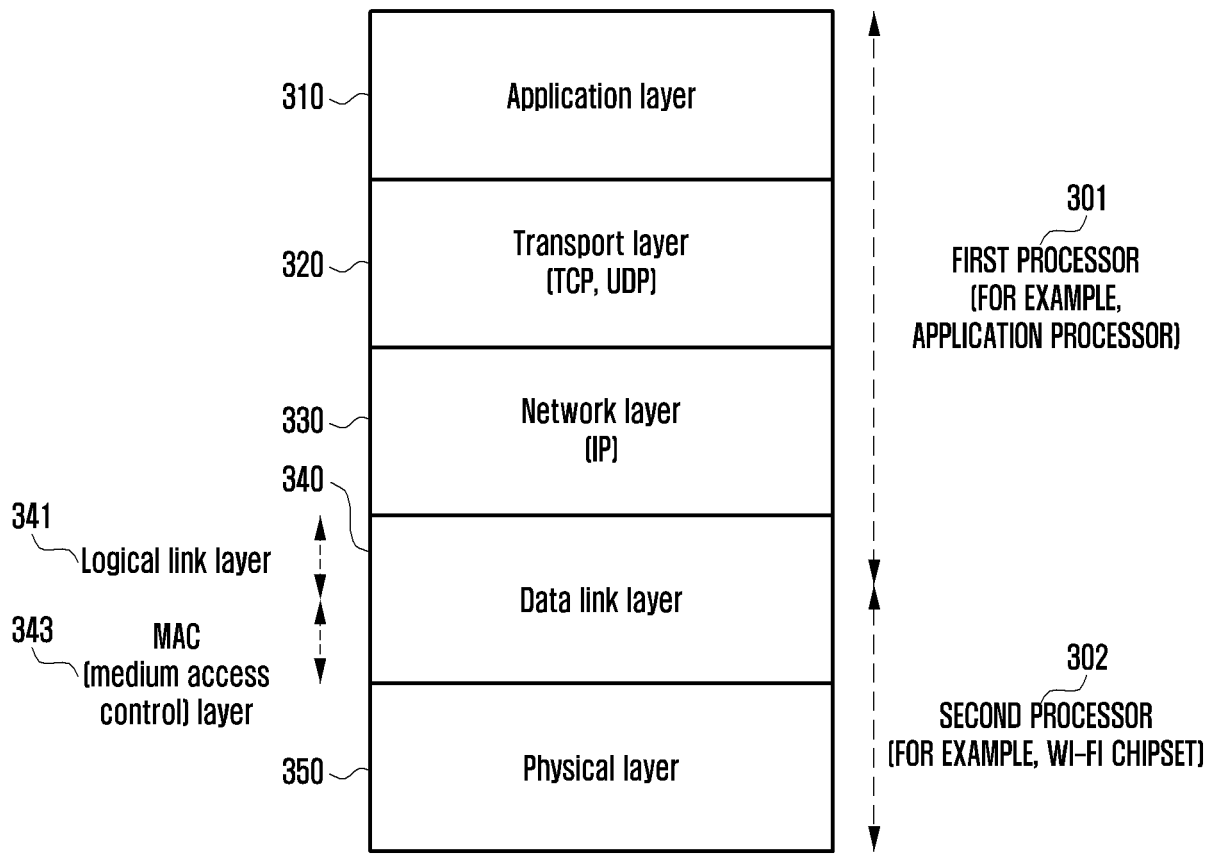 310
Application layer
320
Transport layer
(TCP, UDP)
330
Network layer
(IP)
340
341
Logical link layer
343
MAC
(medium access
control) layer
Data link layer
350
Physical layer
301
FIRST PROCESSOR
(FOR EXAMPLE,
APPLICATION PROCESSOR)
302
SECOND PROCESSOR
(FOR EXAMPLE, WI-FI CHIPSET)